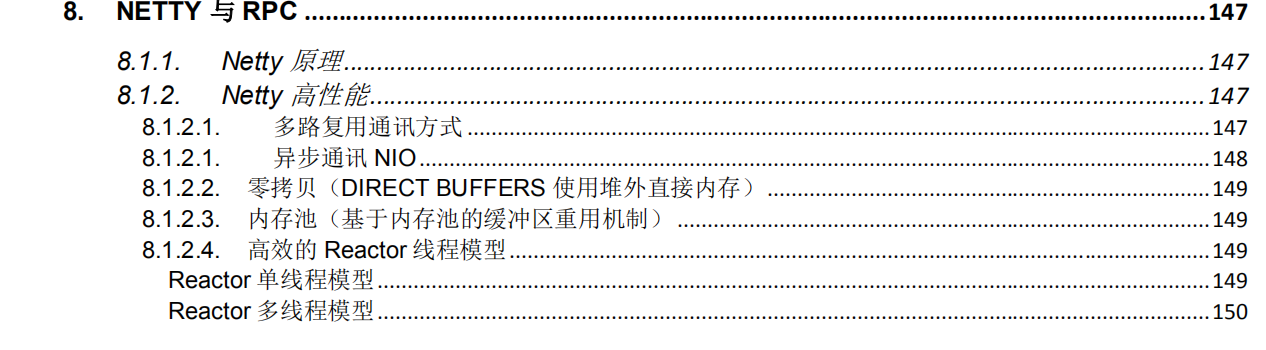 8. NETTY 与 RPC ................................................................ 147
8.1.1. Netty 原理 ................................................................ 147
8.1.2. Netty 高性能 ................................................................ 147
8.1.2.1. 多路复用通讯方式 ................................................................ 147
8.1.2.1. 异步通讯 NIO ................................................................ 148
8.1.2.2. 零拷贝（DIRECT BUFFERS 使用堆外直接内存） ................................................................ 149
8.1.2.3. 内存池（基于内存池的缓冲区重用机制） ................................................................ 149
8.1.2.4. 高效的 Reactor 线程模型 ................................................................ 149
Reactor 单线程模型 ................................................................ 149
Reactor 多线程模型 ................................................................ 150